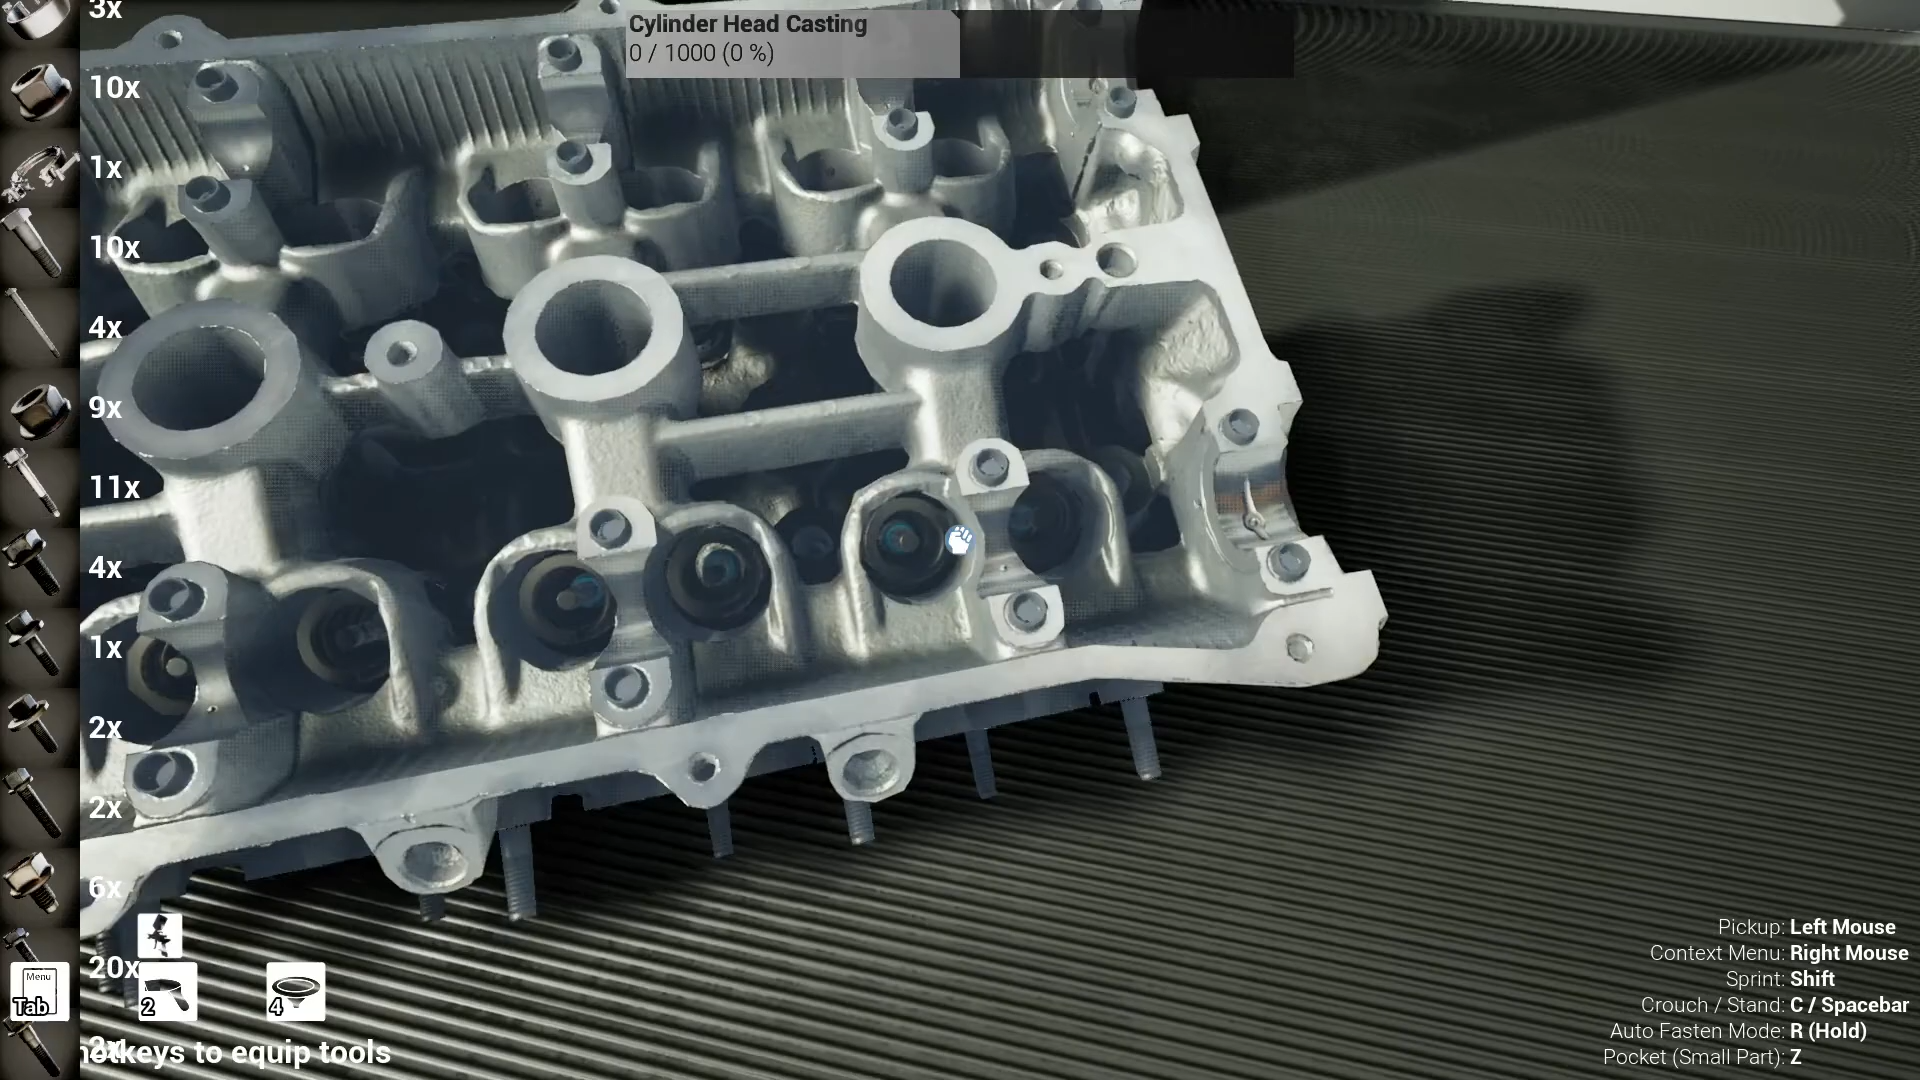 3x
Cylinder Head Casting
0 / 1000 (0 %)
10x
1x
10x
4x
9x
11x
4x
1x
2x
2x
6x
20x
Menu
Tab
2
4
2x
hotkeys to equip tools
Pickup: Left Mouse
Context Menu: Right Mouse
Sprint: Shift
Crouch / Stand: C / Spacebar
Auto Fasten Mode: R (Hold)
Pocket (Small Part): Z